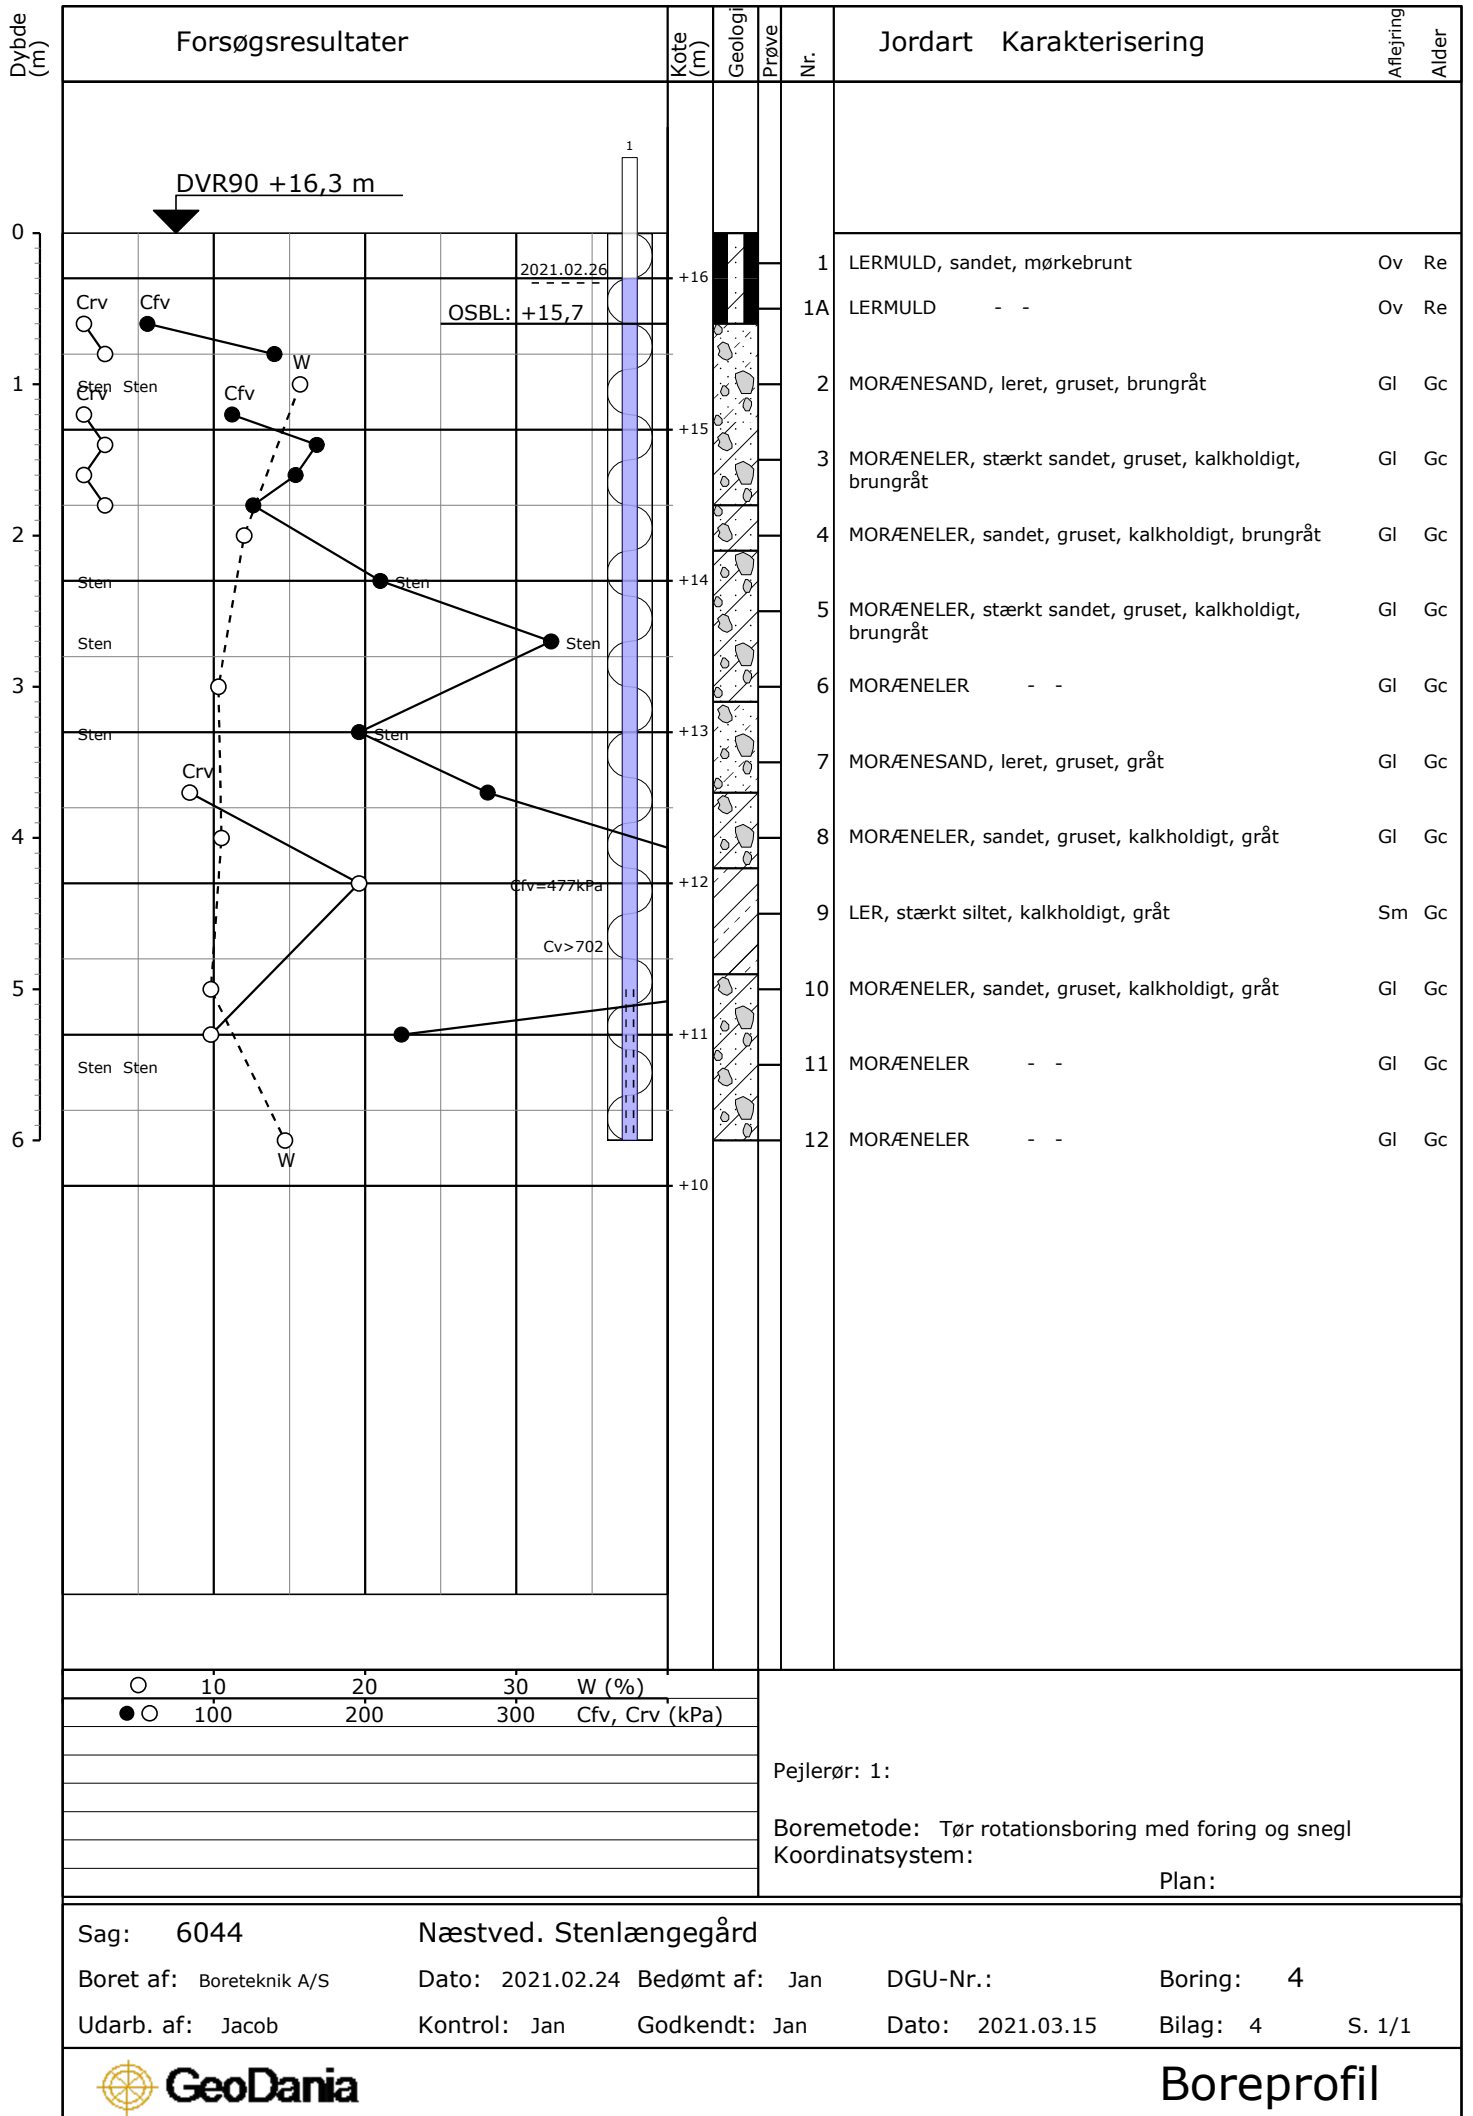 Dybde (m)
Forsøgsresultater
Kote (m)
Geologi
Prøve
Nr.
Jordart Karakterisering
Aflejring
Alder
1
DVR90 +16,3 m
0
2021.02.26
+16
1 LERMULD, sandet, mørkebrunt Ov Re
Crv Cfv
OSBL: +15,7
1A LERMULD - - Ov Re
W
1
Sten Sten
Crv Cfv
2 MORÆNESAND, leret, gruset, brungråt Gl Gc
+15
3 MORÆNELER, stærkt sandet, gruset, kalkholdigt, Gl Gc
brungråt
2
4 MORÆNELER, sandet, gruset, kalkholdigt, brungråt Gl Gc
Sten Sten
+14
5 MORÆNELER, stærkt sandet, gruset, kalkholdigt, Gl Gc
brungråt
Sten Sten
3
6 MORÆNELER - - Gl Gc
Sten Sten
+13
7 MORÆNESAND, leret, gruset, gråt Gl Gc
Crv
4
8 MORÆNELER, sandet, gruset, kalkholdigt, gråt Gl Gc
Cfv=477kPa
+12
9 LER, stærkt siltet, kalkholdigt, gråt Sm Gc
Cv>702
5
10 MORÆNELER, sandet, gruset, kalkholdigt, gråt Gl Gc
+11
Sten Sten
11 MORÆNELER - - Gl Gc
6
W
12 MORÆNELER - - Gl Gc
+10
10 20 30 W (%)
100 200 300 Cfv, Crv (kPa)
Pejlerør: 1:
Boremetode: Tør rotationsboring med foring og snegl
Koordinatsystem:
Plan:
Sag: 6044 Næstved. Stenlængegård
Boret af: Boreteknik A/S Dato: 2021.02.24 Bedømt af: Jan DGU-Nr.: Boring: 4
Udarb. af: Jacob Kontrol: Jan Godkendt: Jan Dato: 2021.03.15 Bilag: 4 S. 1/1
GeoDania
Boreprofil